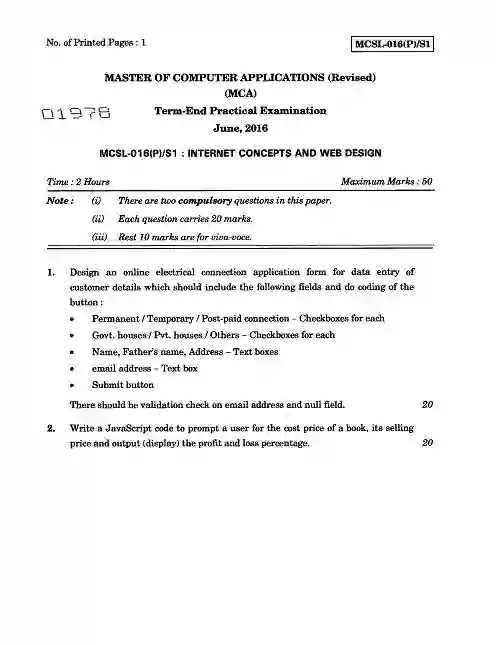 No. of Printed Pages : 1
MCSL-016(P)/S1
MASTER OF COMPUTER APPLICATIONS (Revised)
(MCA)
01978
Term-End Practical Examination
June, 2016
MCSL-016(P)/S1 : INTERNET CONCEPTS AND WEB DESIGN
Time : 2 Hours
Maximum Marks : 50
Note : (i) There are two compulsory questions in this paper.
(ii) Each question carries 20 marks.
(iii) Rest 10 marks are for viva-voce.
1. Design an online electrical connection application form for data entry of
customer details which should include the following fields and do coding of the
button :
• Permanent / Temporary / Post-paid connection – Checkboxes for each
• Govt. houses / Pvt. houses / Others – Checkboxes for each
• Name, Father's name, Address – Text boxes
• email address – Text box
• Submit button
There should be validation check on email address and null field. 20
2. Write a JavaScript code to prompt a user for the cost price of a book, its selling
price and output (display) the profit and loss percentage. 20